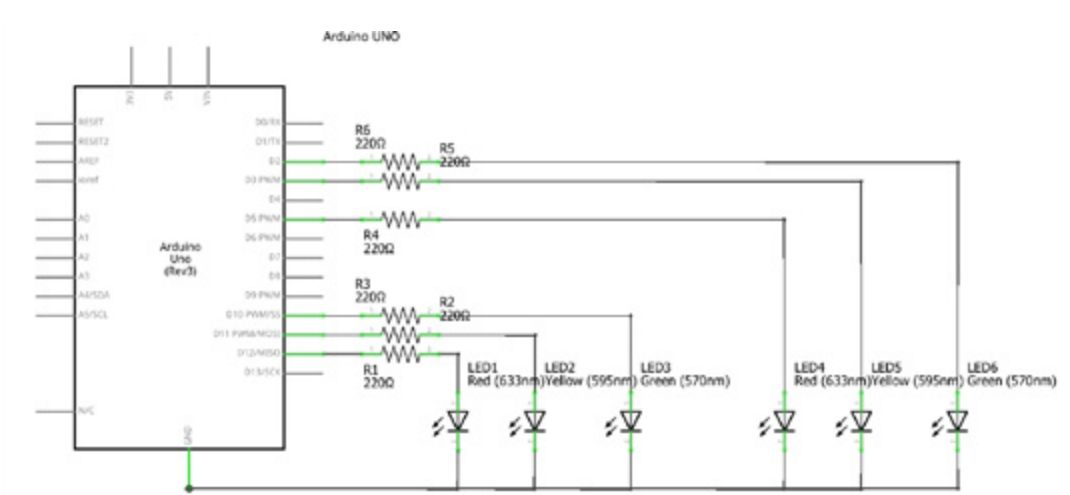 Arduino UNO
3V3
5V
VIN
RESET
RESET2
AREF
ioref
A0
A1
A2
A3
A4/SDA
A5/SCL
N/C
Arduino
Uno
(Rev3)
D0/RX
D1/TX
D2
D3 PWM
D4
D5 PWM
D6 PWM
D7
D8
D9 PWM
D10 PWM/SS
D11 PWM/MOSI
D12/MISO
D13/SCK
GND
R6
220Ω
R5
220Ω
R4
220Ω
R3
220Ω
R2
220Ω
R1
220Ω
LED1
Red (633nm)
LED2
Yellow (595nm)
LED3
Green (570nm)
LED4
Red (633nm)
LED5
Yellow (595nm)
LED6
Green (570nm)